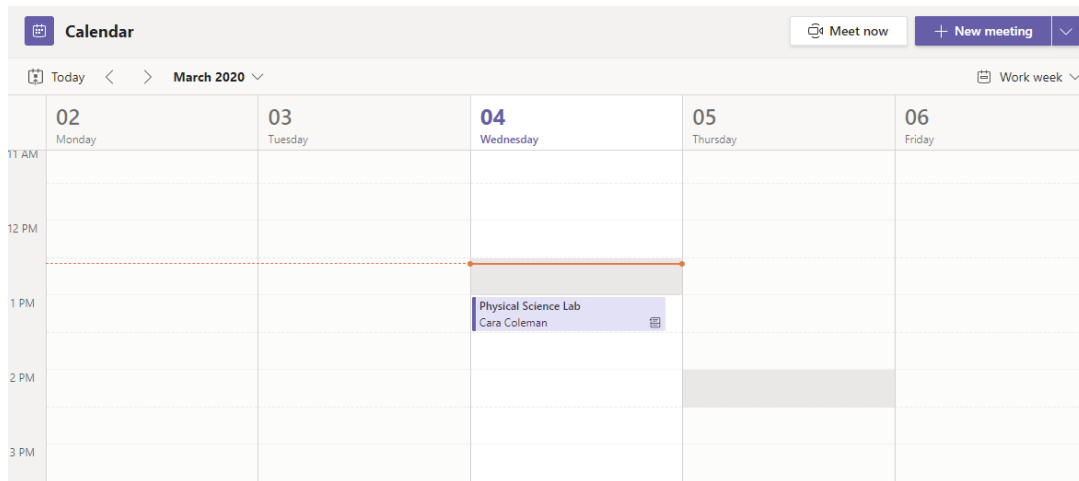 Calendar
Meet now
+ New meeting
Today
March 2020
Work week
02
Monday
03
Tuesday
04
Wednesday
05
Thursday
06
Friday
11 AM
12 PM
1 PM
Physical Science Lab
Cara Coleman
2 PM
3 PM